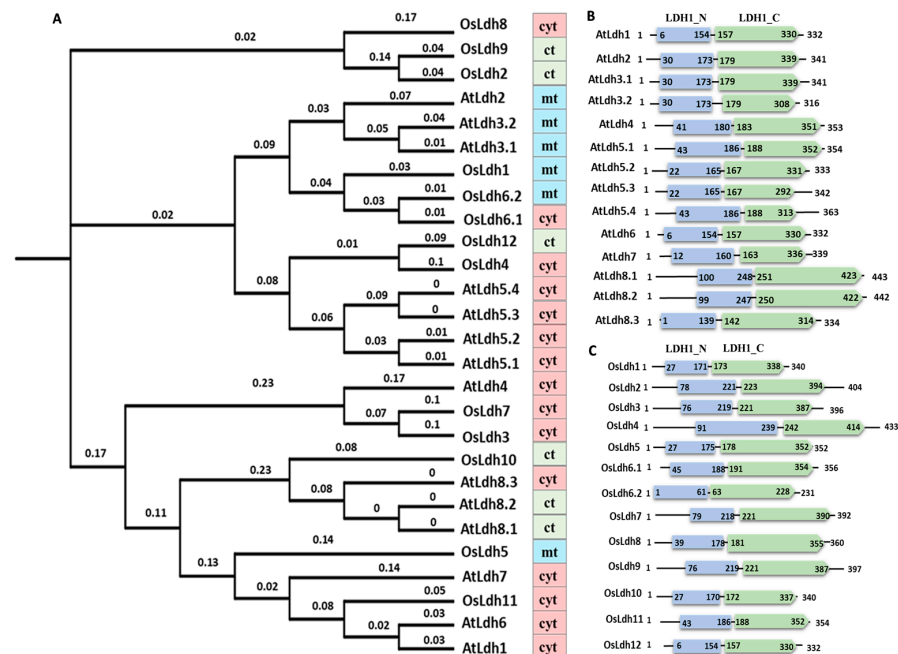 A
0.17
OsLdh8 cyt
0.02
0.04
OsLdh9 ct
0.14
0.04
OsLdh2 ct
0.07
AtLdh2 mt
0.03
0.04
AtLdh3.2 mt
0.05
0.01
AtLdh3.1 mt
0.09
0.03
OsLdh1 mt
0.04
0.01
OsLdh6.2 mt
0.03
0.01
OsLdh6.1 cyt
0.02
0.09
OsLdh12 ct
0.01
0.1
OsLdh4 cyt
0.08
0
AtLdh5.4 cyt
0.09
0
AtLdh5.3 cyt
0.06
0.01
AtLdh5.2 cyt
0.03
0.01
AtLdh5.1 cyt
0.17
AtLdh4 cyt
0.23
0.1
OsLdh7 cyt
0.07
0.1
OsLdh3 cyt
0.17
0.08
OsLdh10 ct
0.23
0
AtLdh8.3 cyt
0.08
0
AtLdh8.2 ct
0
0
AtLdh8.1 ct
0.11
0.14
OsLdh5 mt
0.13
0.14
AtLdh7 cyt
0.02
0.05
OsLdh11 cyt
0.08
0.03
AtLdh6 cyt
0.02
0.03
AtLdh1 cyt
B
LDH1_N LDH1_C
AtLdh1 1 6 154 157 330 332
AtLdh2 1 30 173 179 339 341
AtLdh3.1 1 30 173 179 339 341
AtLdh3.2 1 30 173 179 308 316
AtLdh4 1 41 180 183 351 353
AtLdh5.1 1 43 186 188 352 354
AtLdh5.2 1 22 165 167 331 333
AtLdh5.3 1 22 165 167 292 342
AtLdh5.4 1 43 186 188 313 363
AtLdh6 1 6 154 157 330 332
AtLdh7 1 12 160 163 336 339
AtLdh8.1 1 100 248 251 423 443
AtLdh8.2 1 99 247 250 422 442
AtLdh8.3 1 1 139 142 314 334
C
LDH1_N LDH1_C
OsLdh1 1 27 171 173 338 340
OsLdh2 1 78 221 223 394 404
OsLdh3 1 76 219 221 387 396
OsLdh4 1 91 239 242 414 433
OsLdh5 1 27 175 178 352 352
OsLdh6.1 1 45 188 191 354 356
OsLdh6.2 1 1 61 63 228 231
OsLdh7 1 79 218 221 390 392
OsLdh8 1 39 178 181 355 360
OsLdh9 1 76 219 221 387 397
OsLdh10 1 27 170 172 337 340
OsLdh11 1 43 186 188 352 354
OsLdh12 1 6 154 157 330 332